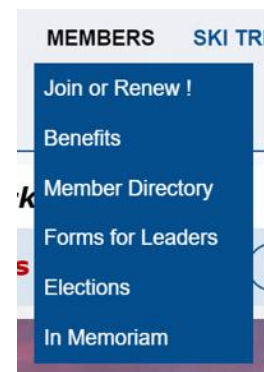 MEMBERS SKI TR
Join or Renew !
Benefits
Member Directory
Forms for Leaders
Elections
In Memoriam